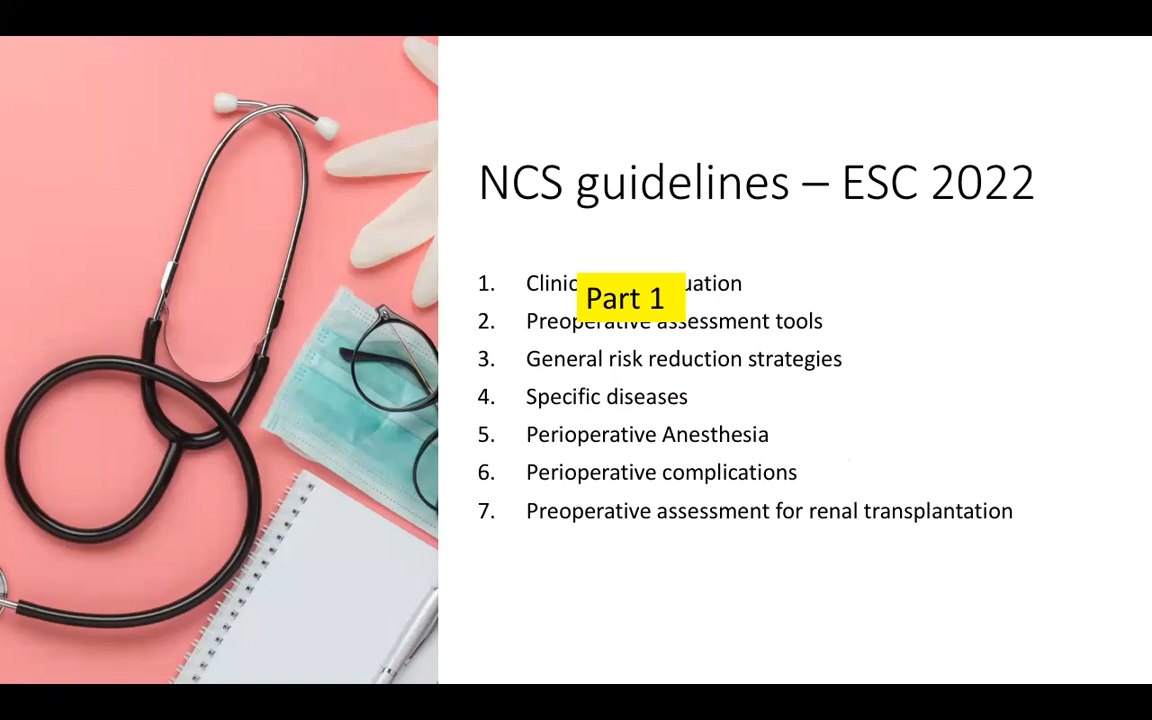 NCS guidelines – ESC 2022
1. Clinic uation
Part 1
2. Preoperative assessment tools
3. General risk reduction strategies
4. Specific diseases
5. Perioperative Anesthesia
6. Perioperative complications
7. Preoperative assessment for renal transplantation